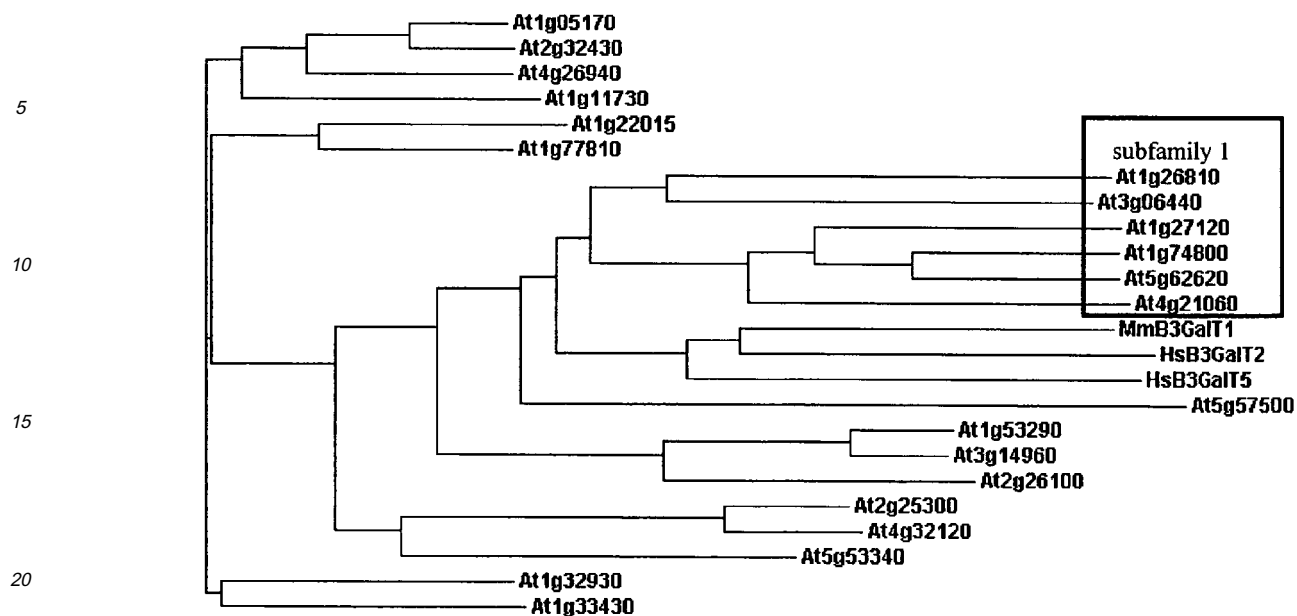 At1g05170
At2g32430
At4g26940
5
At1g11730
At1g22015
At1g77810
subfamily 1
At1g26810
At3g06440
At1g27120
At1g74800
10
At5g62620
At4g21060
MmB3GalT1
HsB3GalT2
HsB3GalT5
At5g57500
15
At1g53290
At3g14960
At2g26100
At2g25300
At4g32120
At5g53340
20
At1g32930
At1g33430